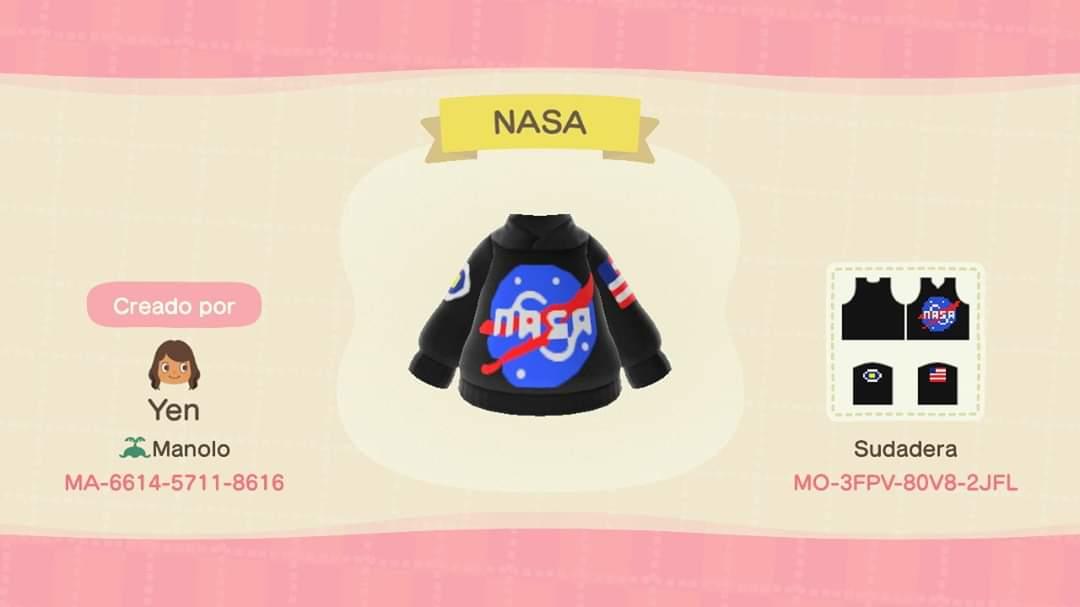 NASA
NASA
Creado por
Yen
Manolo
MA-6614-5711-8616
NASA
Sudadera
MO-3FPV-80V8-2JFL